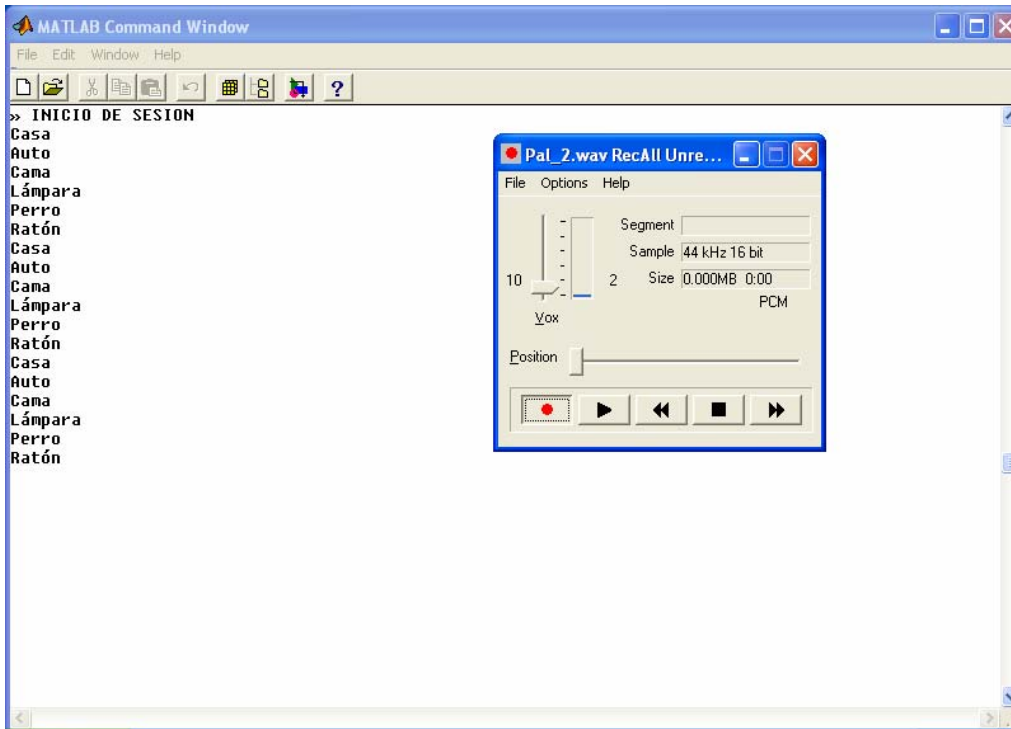 MATLAB Command Window
File Edit Window Help
» INICIO DE SESION
Casa
Auto
Cama
Lámpara
Perro
Ratón
Casa
Auto
Cama
Lámpara
Perro
Ratón
Casa
Auto
Cama
Lámpara
Perro
Ratón
Pal_2.wav RecAll Unre...
File Options Help
Segment
Sample 44 kHz 16 bit
10 2 Size 0.000MB 0:00
PCM
Vox
Position